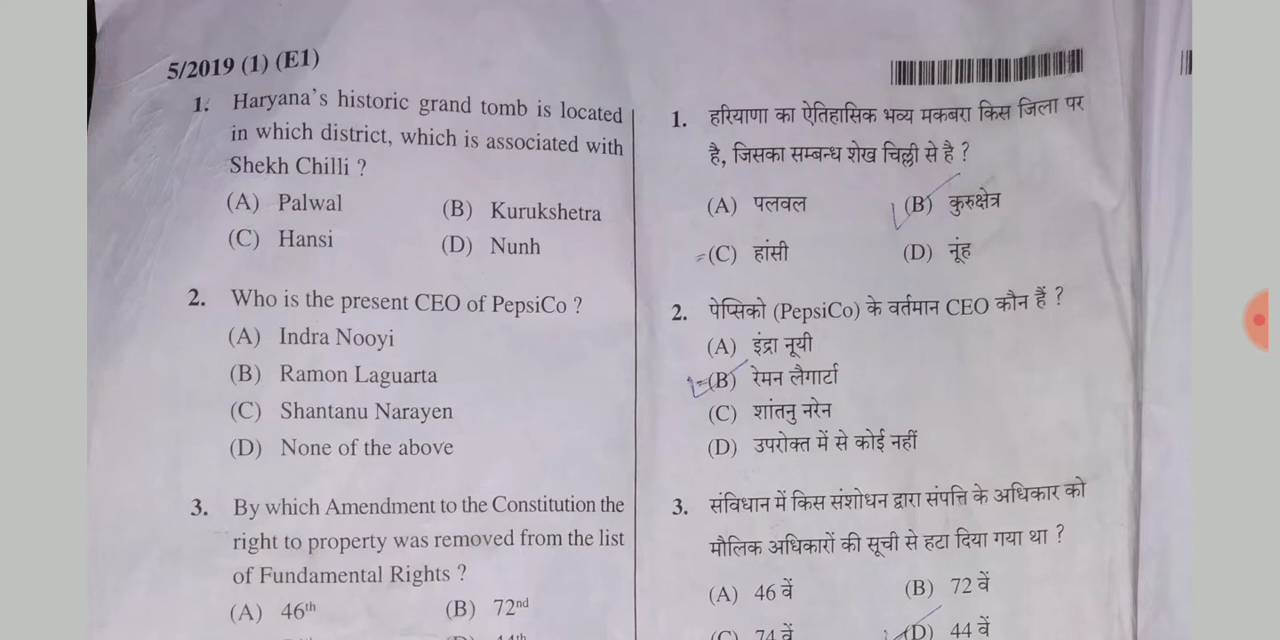 5/2019 (1) (E1)
1. Haryana's historic grand tomb is located
in which district, which is associated with
Shekh Chilli ?
(A) Palwal (B) Kurukshetra
(C) Hansi (D) Nunh
2. Who is the present CEO of PepsiCo ?
(A) Indra Nooyi
(B) Ramon Laguarta
(C) Shantanu Narayen
(D) None of the above
3. By which Amendment to the Constitution the
right to property was removed from the list
of Fundamental Rights ?
(A) 46th (B) 72nd
1. हरियाणा का ऐतिहासिक भव्य मकबरा किस जिला पर
है, जिसका सम्बन्ध शेख चिल्ली से है ?
(A) पलवल (B) कुरुक्षेत्र
(C) हांसी (D) नूंह
2. पेप्सिको (PepsiCo) के वर्तमान CEO कौन हैं ?
(A) इंद्रा नूयी
(B) रेमन लैगार्टा
(C) शांतनु नरेन
(D) उपरोक्त में से कोई नहीं
3. संविधान में किस संशोधन द्वारा संपत्ति के अधिकार को
मौलिक अधिकारों की सूची से हटा दिया गया था ?
(A) 46 वें (B) 72 वें
(C) 74 वें (D) 44 वें